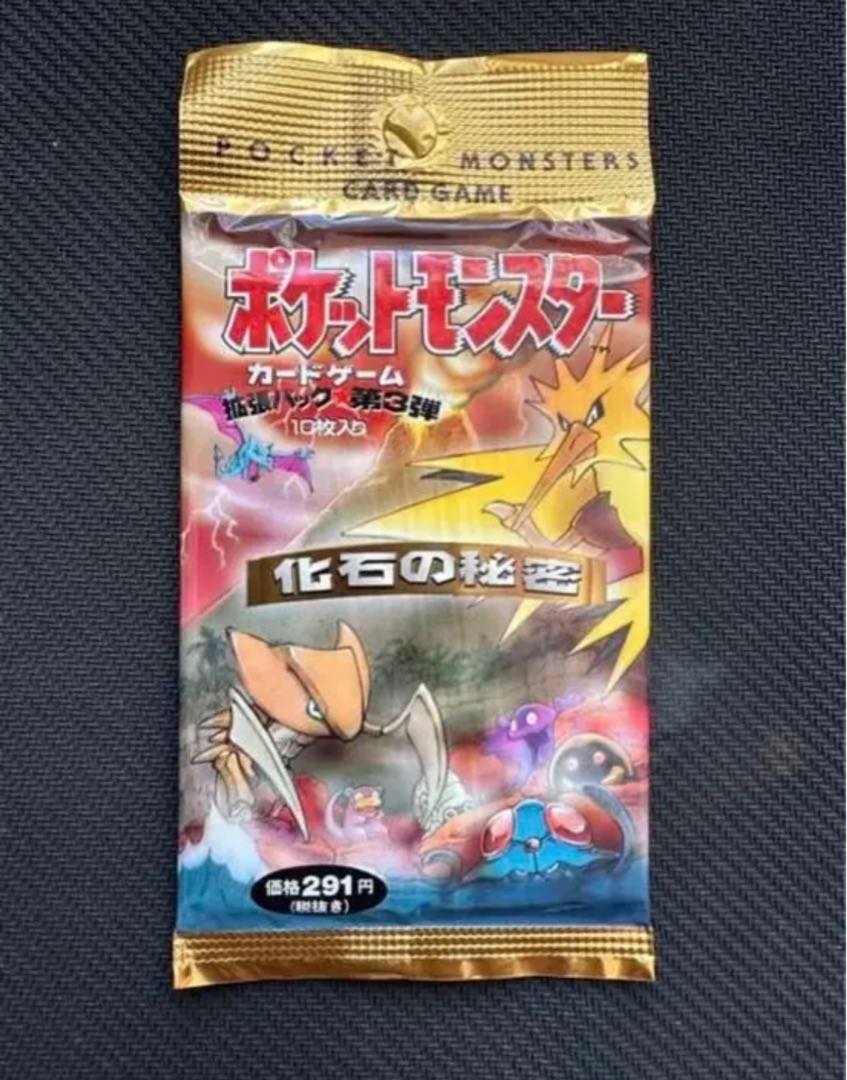 POCKET MONSTERS
CARD GAME
ポケットモンスター
TM
カードゲーム
拡張パック★第3弾
10枚入り
化石の秘密
価格291円
(税抜き)